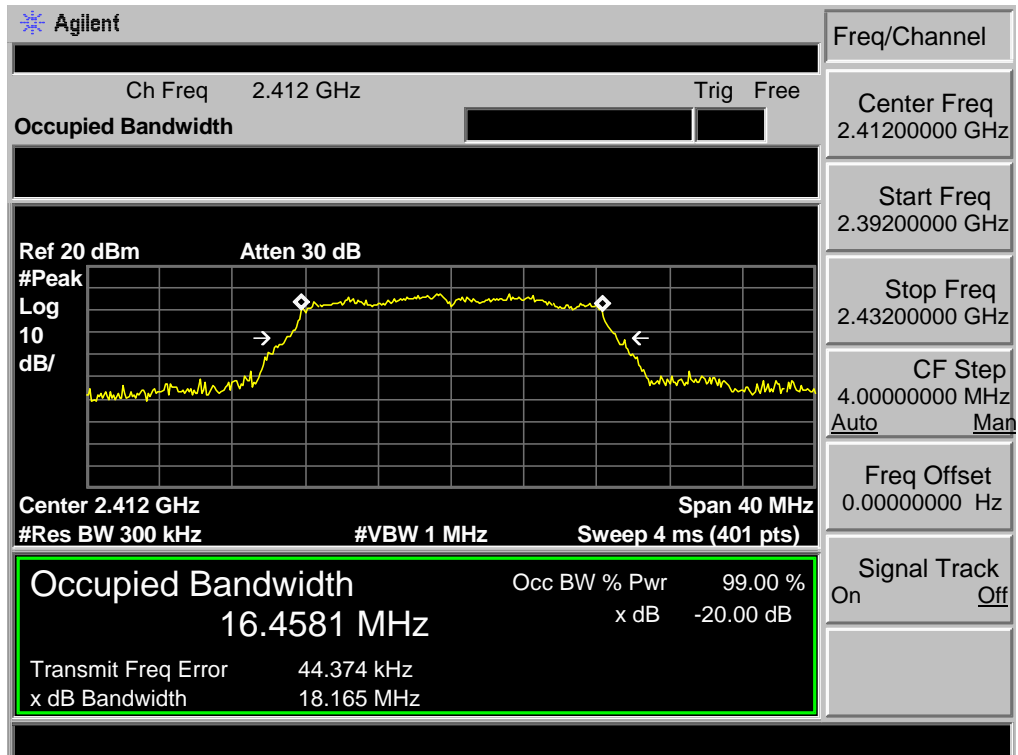 Agilent
Ch Freq 2.412 GHz Trig Free
Occupied Bandwidth
Ref 20 dBm Atten 30 dB
#Peak
Log
10
dB/
Center 2.412 GHz Span 40 MHz
#Res BW 300 kHz #VBW 1 MHz Sweep 4 ms (401 pts)
Occupied Bandwidth Occ BW % Pwr 99.00 %
16.4581 MHz x dB -20.00 dB
Transmit Freq Error 44.374 kHz
x dB Bandwidth 18.165 MHz
Freq/Channel
Center Freq
2.41200000 GHz
Start Freq
2.39200000 GHz
Stop Freq
2.43200000 GHz
CF Step
4.00000000 MHz
Auto Man
Freq Offset
0.00000000 Hz
Signal Track
On Off